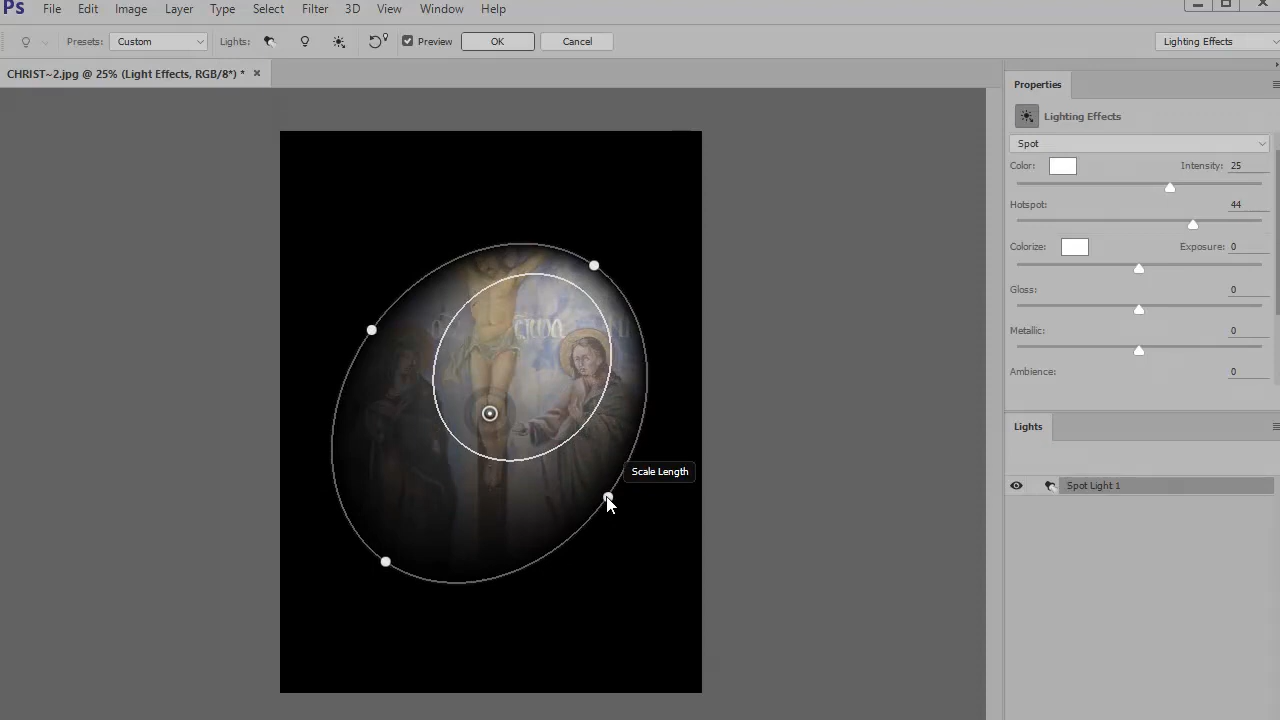 Ps File Edit Image Layer Type Select Filter 3D View Window Help
Presets: Custom Lights: Preview OK Cancel Lighting Effects
CHRIST~2.jpg @ 25% (Light Effects, RGB/8*) * ×
Properties
Lighting Effects
Spot
Color: Intensity: 25
Hotspot: 44
Colorize: Exposure: 0
Gloss: 0
Metallic: 0
Ambience: 0
Lights
Scale Length
Spot Light 1